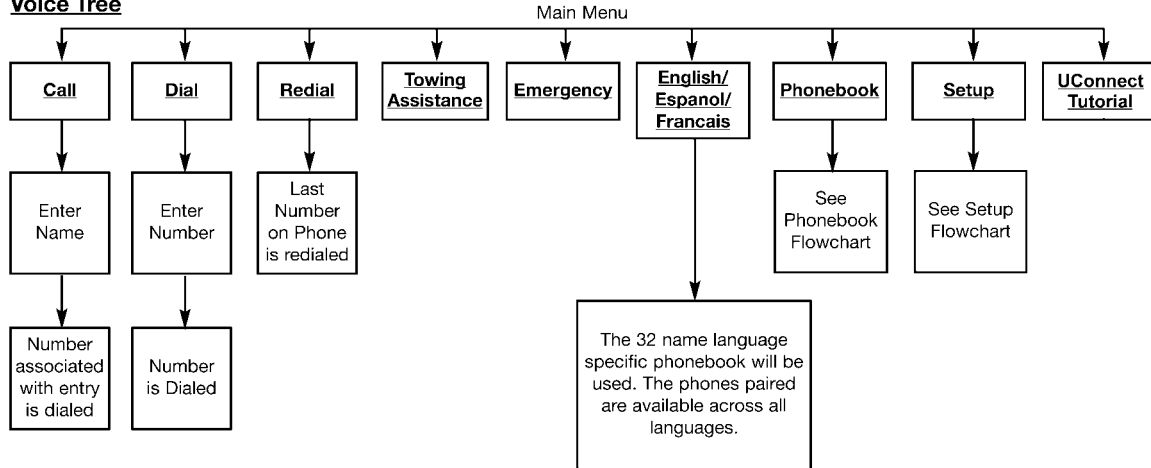 Voice Tree
Main Menu
Call
Dial
Redial
Towing
Assistance
Emergency
English/
Espanol/
Francais
Phonebook
Setup
UConnect
Tutorial
Enter
Name
Enter
Number
Last
Number
on Phone
is redialed
See
Phonebook
Flowchart
See Setup
Flowchart
Number
associated
with entry
is dialed
Number
is Dialed
The 32 name language
specific phonebook will be
used. The phones paired
are available across all
languages.